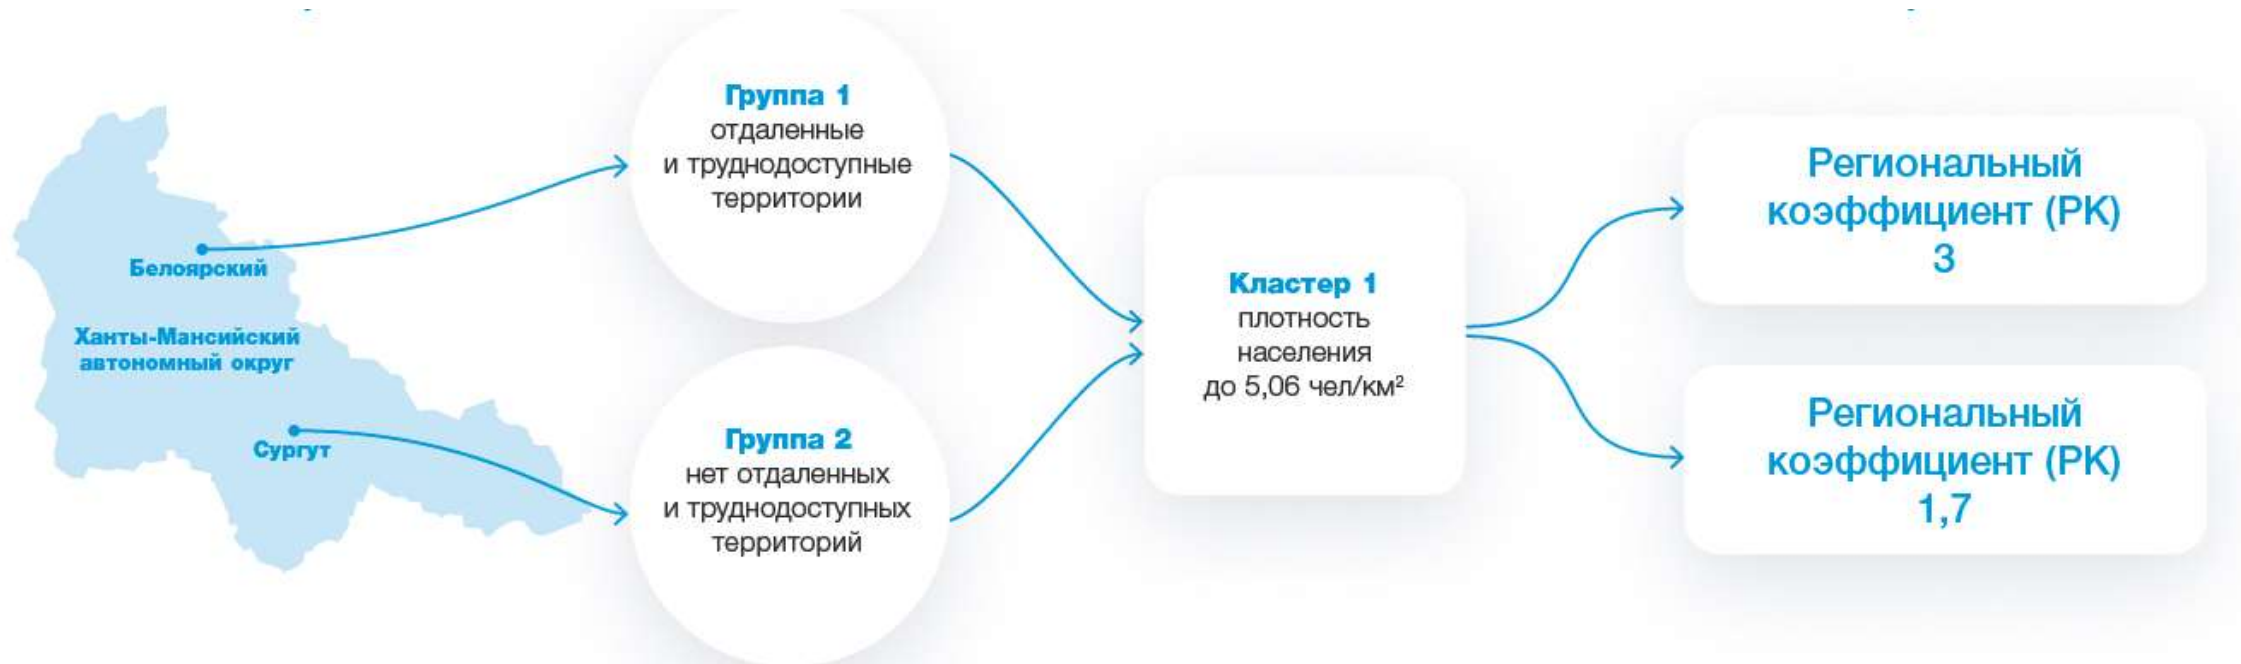 Белоярский
Ханты-Мансийский
автономный округ
Сургут
Группа 1
отдаленные
и труднодоступные
территории
Группа 2
нет отдаленных
и труднодоступных
территорий
Кластер 1
плотность
населения
до 5,06 чел/км²
Региональный
коэффициент (РК)
3
Региональный
коэффициент (РК)
1,7